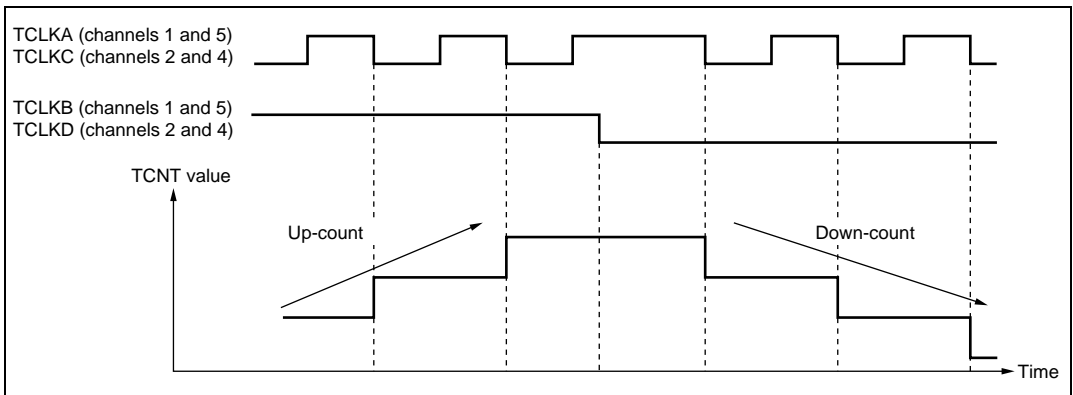 TCLKA (channels 1 and 5)
TCLKC (channels 2 and 4)
TCLKB (channels 1 and 5)
TCLKD (channels 2 and 4)
TCNT value
Up-count
Down-count
Time